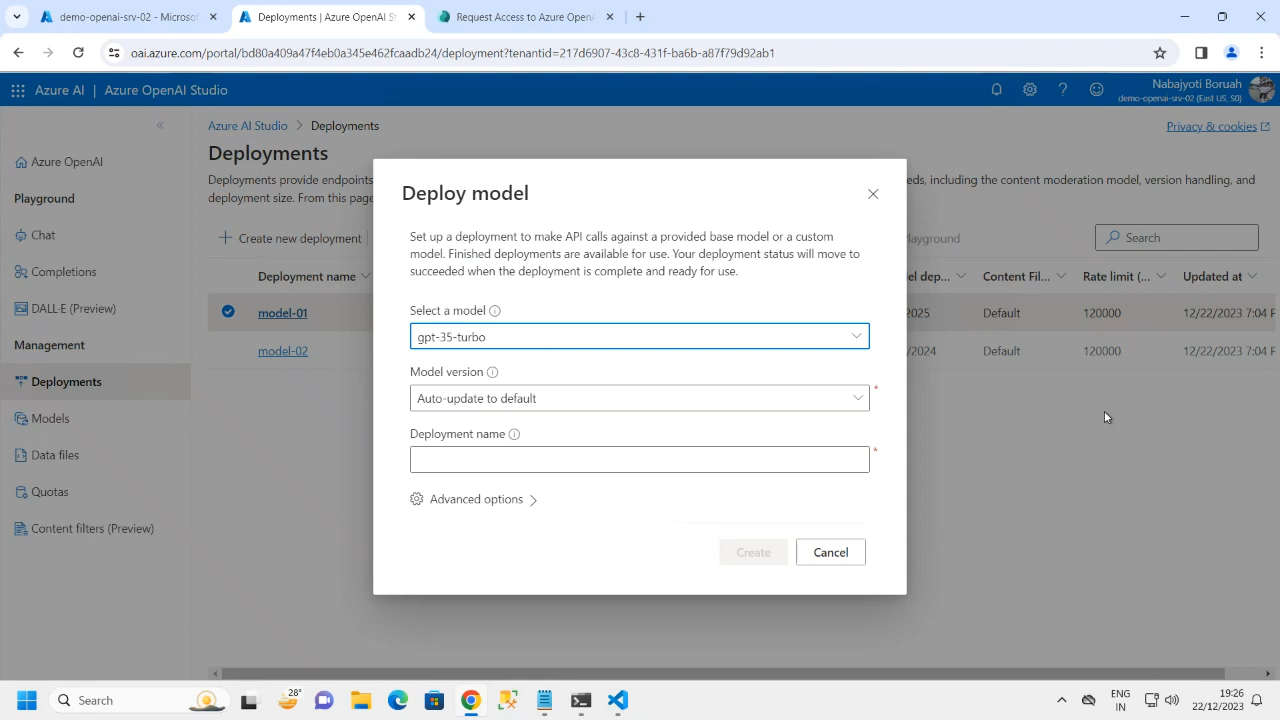 demo-openai-srv-02 - Microsof
Deployments | Azure OpenAI St
Request Access to Azure OpenA
oai.azure.com/portal/bd80a409a47f4eb0a345e462fcaadb24/deployment?tenantid=217d6907-43c8-431f-ba6b-a87f79d92ab1
Azure AI | Azure OpenAI Studio
Nabajyoti Boruah
demo-openai-srv-02 (East US, S0)
Azure AI Studio > Deployments
Privacy & cookies
Deployments
Deployments provide endpoints
eds, including the content moderation model, version handling, and
deployment size. From this page
Azure OpenAI
Playground
Chat
Completions
DALL·E (Preview)
Management
Deployments
Models
Data files
Quotas
Content filters (Preview)
Create new deployment
layground
Search
Deployment name
el dep...
Content Fil...
Rate limit (...
Updated at
model-01
2025
Default
120000
12/22/2023 7:04 P
model-02
/2024
Default
120000
12/22/2023 7:04 P
Deploy model
Set up a deployment to make API calls against a provided base model or a custom
model. Finished deployments are available for use. Your deployment status will move to
succeeded when the deployment is complete and ready for use.
Select a model
gpt-35-turbo
Model version
Auto-update to default
*
Deployment name
*
Advanced options
Create
Cancel
Search
28°
ENG
IN
19:26
22/12/2023